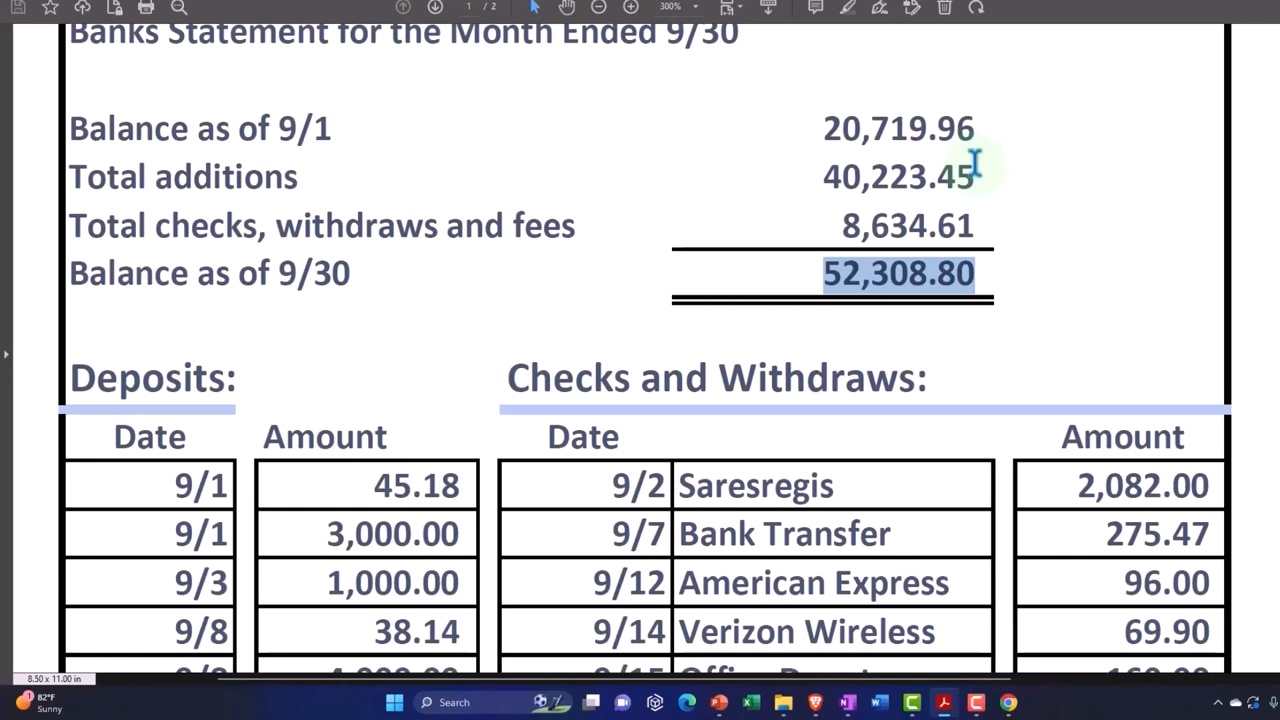 1 / 2
300%
Banks Statement for the Month Ended 9/30
Balance as of 9/1 20,719.96
Total additions 40,223.45
Total checks, withdraws and fees 8,634.61
Balance as of 9/30 52,308.80
Deposits: Checks and Withdraws:
Date Amount Date Amount
9/1 45.18 9/2 Saresregis 2,082.00
9/1 3,000.00 9/7 Bank Transfer 275.47
9/3 1,000.00 9/12 American Express 96.00
9/8 38.14 9/14 Verizon Wireless 69.90
8.50 x 11.00 in
82°F
Sunny
Search